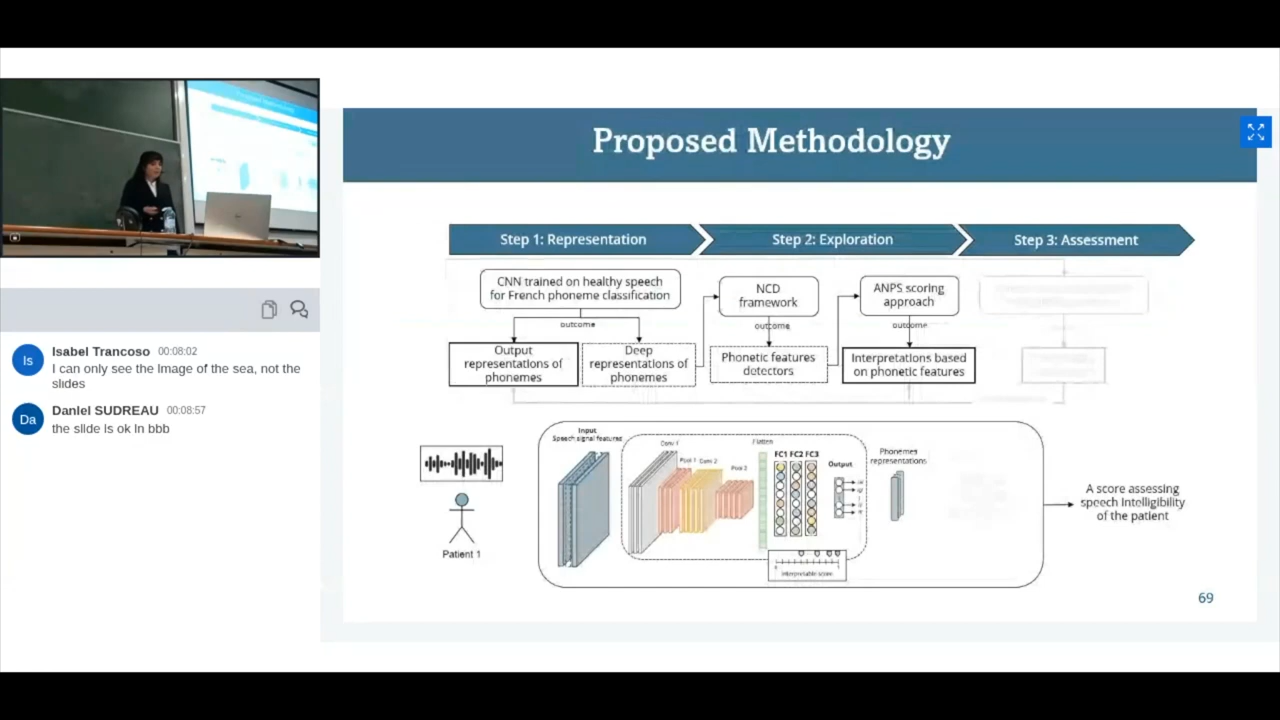 Proposed Methodology
Step 1: Representation
Step 2: Exploration
Step 3: Assessment
CNN trained on healthy speech
for French phoneme classification
NCD
framework
ANPS scoring
approach
outcome
outcome
outcome
Output
representations of
phonemes
Deep
representations of
phonemes
Phonetic features
detectors
Interpretations based
on phonetic features
Input
Speech signal features
Conv 1
Pool 1
Conv 2
Pool 2
Flatten
FC1 FC2 FC3
Output
Phonemes
representations
Interpretable score
Patient 1
A score assessing
speech intelligibility
of the patient
69
Is
Isabel Trancoso 00:08:02
I can only see the image of the sea, not the
slides
Da
Daniel SUDREAU 00:08:57
the slide is ok in bbb